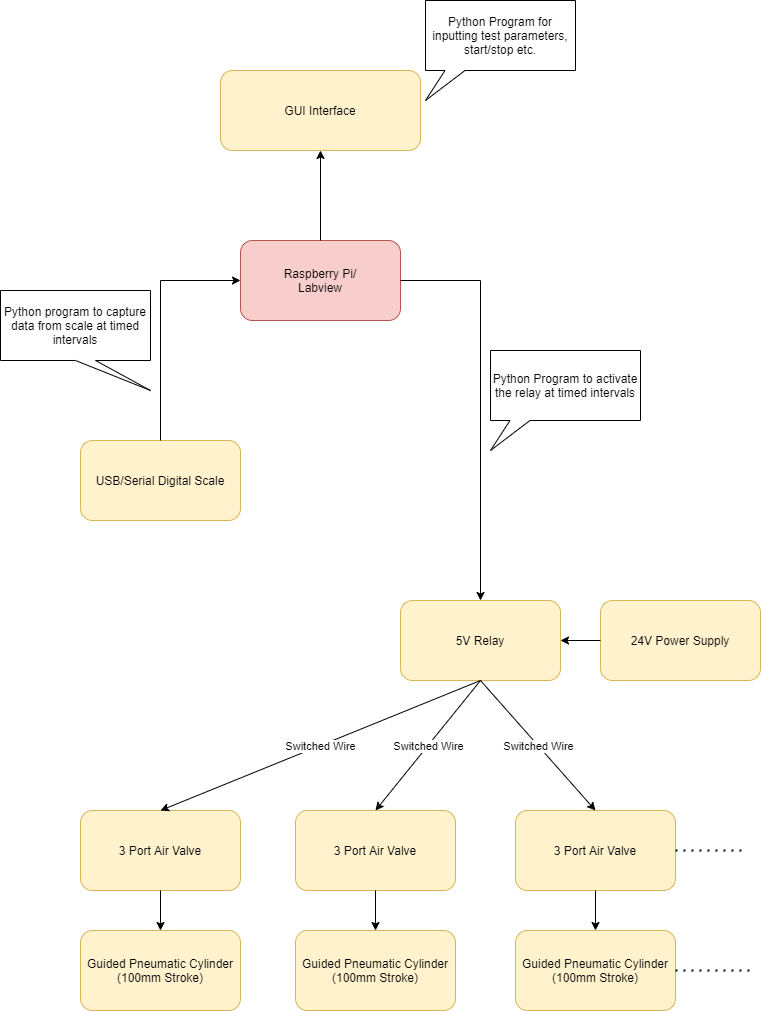 Python Program for
inputting test parameters,
start/stop etc.
GUI Interface
Raspberry Pi/
Labview
Python program to capture
data from scale at timed
intervals
Python Program to activate
the relay at timed intervals
USB/Serial Digital Scale
5V Relay
24V Power Supply
Switched Wire
Switched Wire
Switched Wire
3 Port Air Valve
3 Port Air Valve
3 Port Air Valve
Guided Pneumatic Cylinder
(100mm Stroke)
Guided Pneumatic Cylinder
(100mm Stroke)
Guided Pneumatic Cylinder
(100mm Stroke)